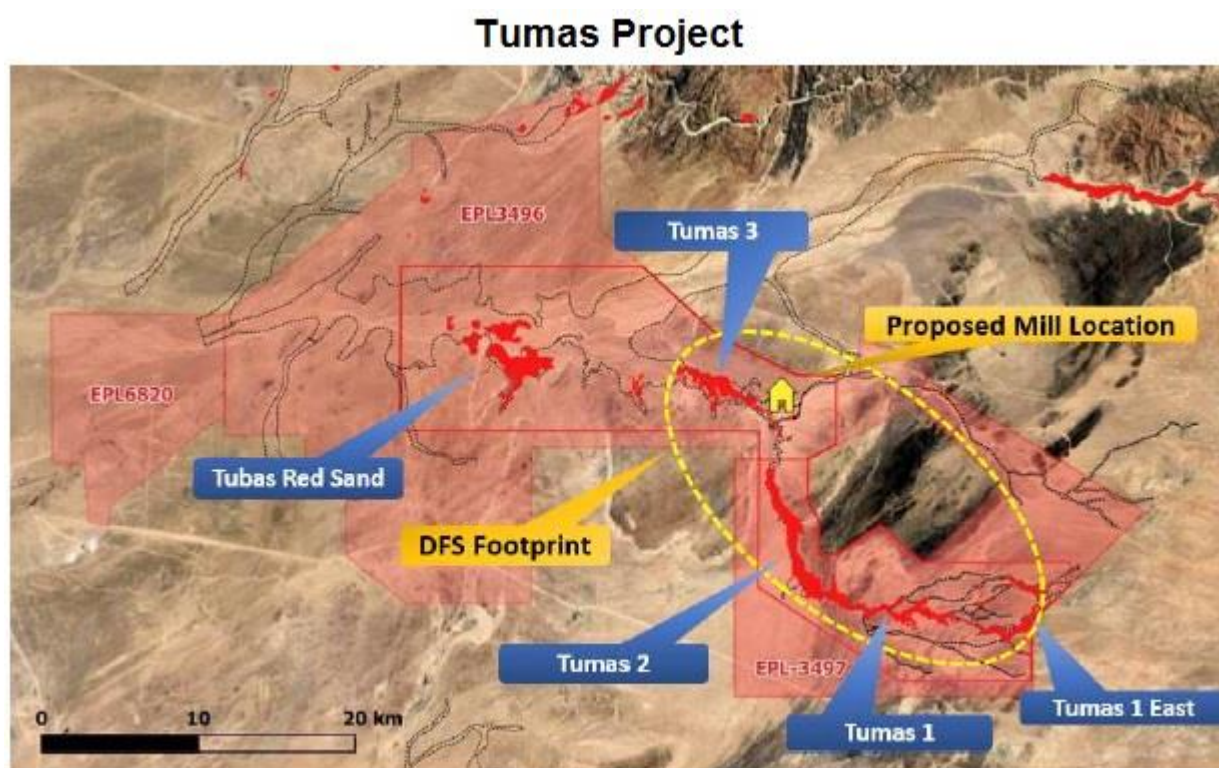 Tumas Project
EPL3496
Tumas 3
Proposed Mill Location
EPL6820
Tubas Red Sand
DFS Footprint
Tumas 2
EPL-3497
Tumas 1 East
Tumas 1
0 10 20 km